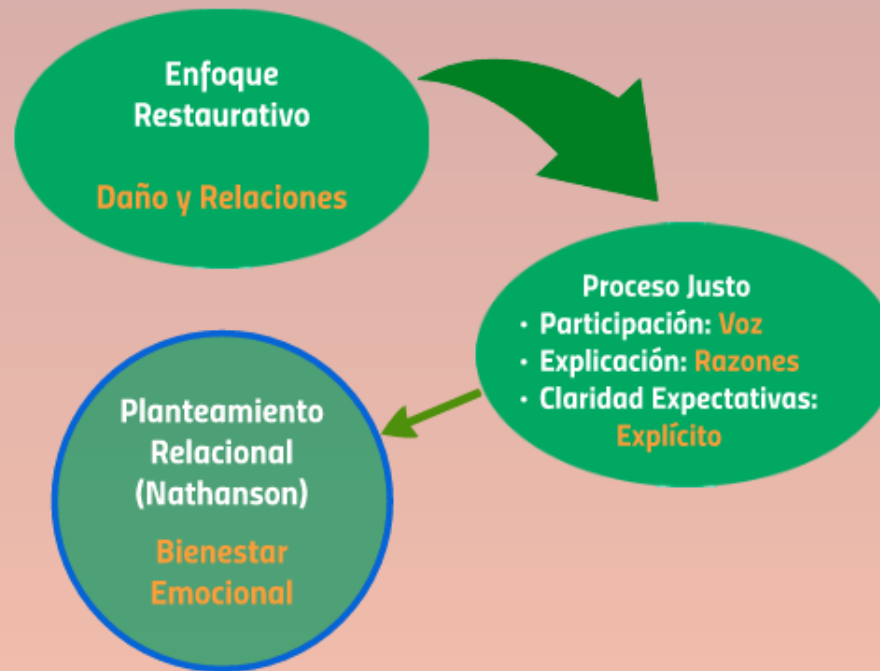 Enfoque
Restaurativo
Daño y Relaciones
Proceso Justo
• Participación: Voz
• Explicación: Razones
• Claridad Expectativas:
Explícito
Planteamiento
Relacional
(Nathanson)
Bienestar
Emocional